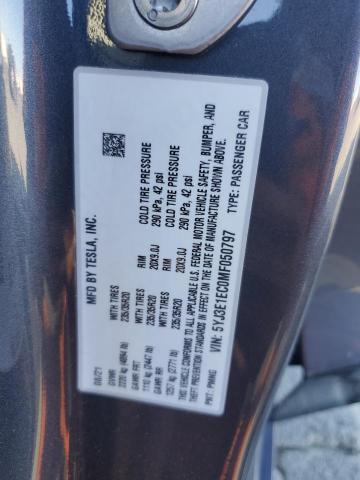 MFD BY TESLA, INC.
08/21
GVWR
2220 kg (4894 lb)
GAWR FRT
1110 kg (2447 lb)
GAWR RR
1257 kg (2771 lb)
TIRES
235/35R20
TIRES
235/35R20
RIM
20X9.0J
RIM
20X9.0J
COLD TIRE PRESSURE
290 kPa, 42 psi
COLD TIRE PRESSURE
290 kPa, 42 psi
THIS VEHICLE CONFORMS TO ALL APPLICABLE U.S. FEDERAL MOTOR VEHICLE SAFETY, BUMPER, AND
THEFT PREVENTION STANDARDS IN EFFECT ON THE DATE OF MANUFACTURE SHOWN ABOVE.
VIN: 5YJ3E1EC0MF050797 TYPE: PASSENGER CAR
PNT: PMNG